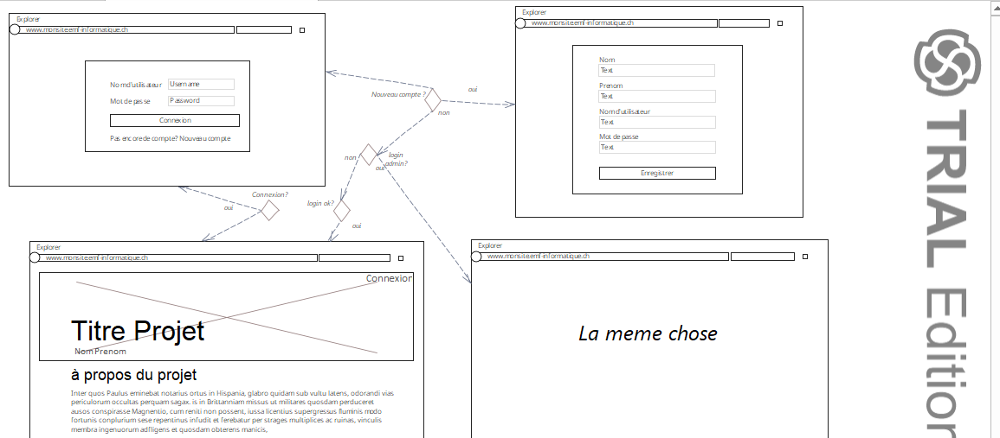 Explorer
www.monsite.emf-informatique.ch
Nom d'utilisateur
Username
Mot de passe
Password
Connexion
Pas encore de compte? Nouveau compte
Nouveau compte ?
oui
non
login admin?
non
oui
login ok?
oui
Connexion?
oui
Explorer
www.monsite.emf-informatique.ch
Nom
Text
Prenom
Text
Nom d'utilisateur
Text
Mot de passe
Text
Enregistrer
Explorer
www.monsite.emf-informatique.ch
Connexion
Titre Projet
Nom Prenom
à propos du projet
Inter quos Paulus eminebat notarius ortus in Hispania, glabro quidam sub vultu latens, odorandi vias
periculorum occultas perquam sagax. is in Brittanniam missus ut militares quosdam perduceret
ausos conspirasse Magnentio, cum reniti non possent, iussa licentius supergressus fluminis modo
fortunis conplurium sese repentinus infudit et ferebatur per strages multiplices ac ruinas, vinculis
membra ingenuorum adfligens et quosdam obterens manicis,
Explorer
www.monsite.emf-informatique.ch
La meme chose
TRIAL Edition